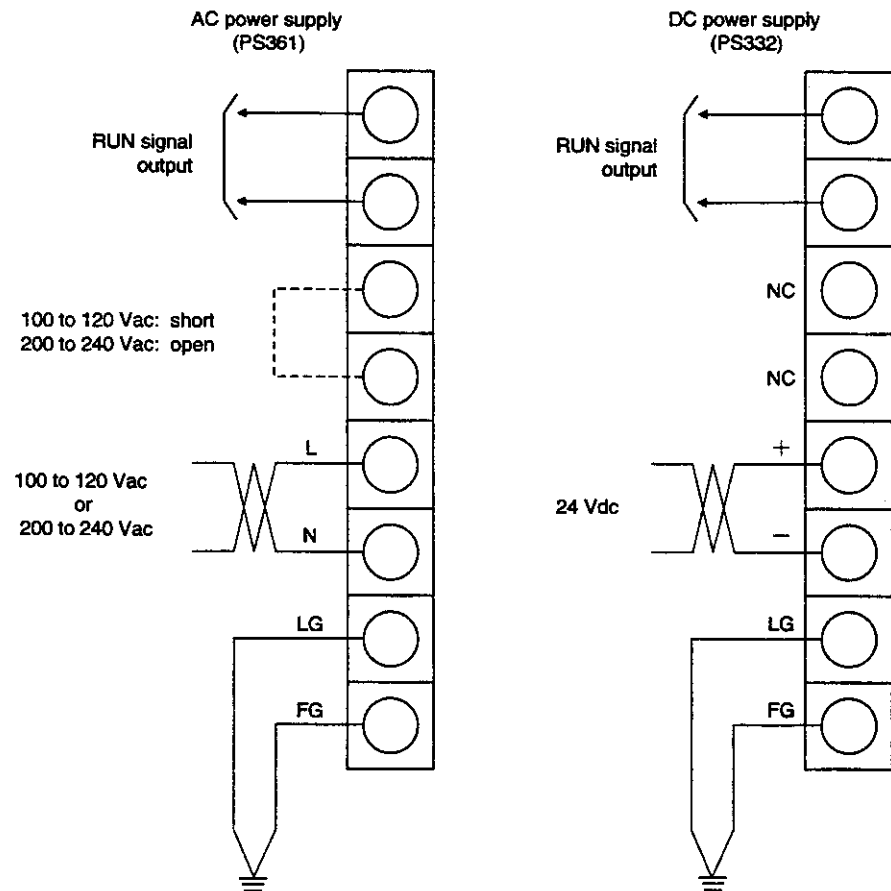 AC power supply
(PS361)
RUN signal
output
100 to 120 Vac: short
200 to 240 Vac: open
L
100 to 120 Vac
or
200 to 240 Vac
N
LG
FG
DC power supply
(PS332)
RUN signal
output
NC
NC
+
24 Vdc
−
LG
FG